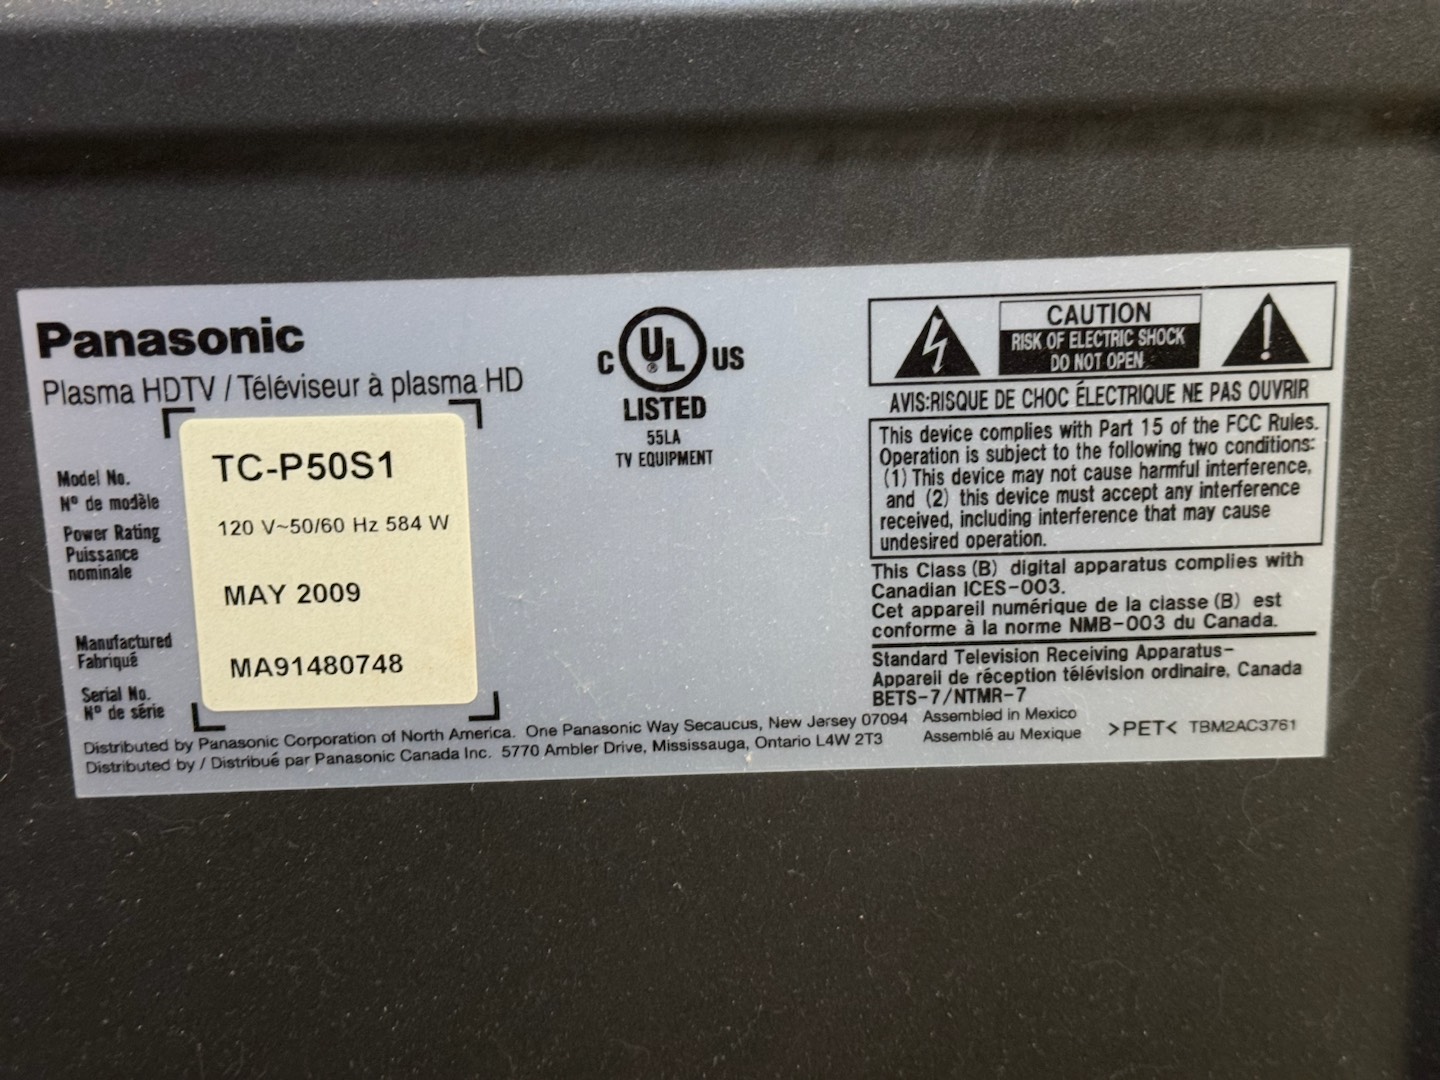 Panasonic
Plasma HDTV / Téléviseur à plasma HD
Model No.
Nº de modèle
TC-P50S1
Power Rating
Puissance
nominale
120 V~50/60 Hz 584 W
Manufactured
Fabriqué
MAY 2009
Serial No.
Nº de série
MA91480748
C UL ® US
LISTED
55LA
TV EQUIPMENT
CAUTION
RISK OF ELECTRIC SHOCK
DO NOT OPEN
AVIS:RISQUE DE CHOC ÉLECTRIQUE NE PAS OUVRIR
This device complies with Part 15 of the FCC Rules.
Operation is subject to the following two conditions:
(1) This device may not cause harmful interference,
and (2) this device must accept any interference
received, including interference that may cause
undesired operation.
This Class (B) digital apparatus complies with
Canadian ICES-003.
Cet appareil numérique de la classe (B) est
conforme à la norme NMB-003 du Canada.
Standard Television Receiving Apparatus-
Appareil de réception télévision ordinaire, Canada
BETS-7/NTMR-7
Distributed by Panasonic Corporation of North America. One Panasonic Way Secaucus, New Jersey 07094
Distributed by / Distribué par Panasonic Canada Inc. 5770 Ambler Drive, Mississauga, Ontario L4W 2T3
Assembled in Mexico
Assemblé au Mexique
>PET< TBM2AC3761